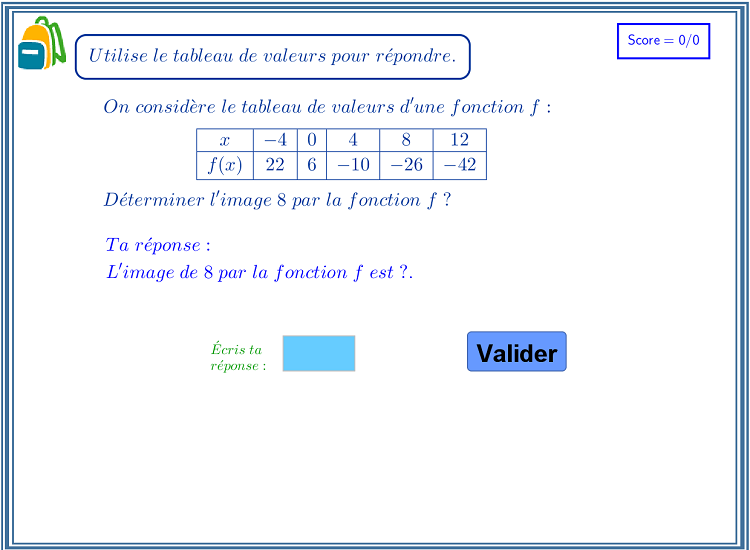 Utilise le tableau de valeurs pour répondre.
Score = 0/0
On considère le tableau de valeurs d'une fonction f :
x −4 0 4 8 12
f(x) 22 6 −10 −26 −42
Déterminer l'image 8 par la fonction f ?
Ta réponse :
L'image de 8 par la fonction f est ?.
Écris ta
réponse :
Valider